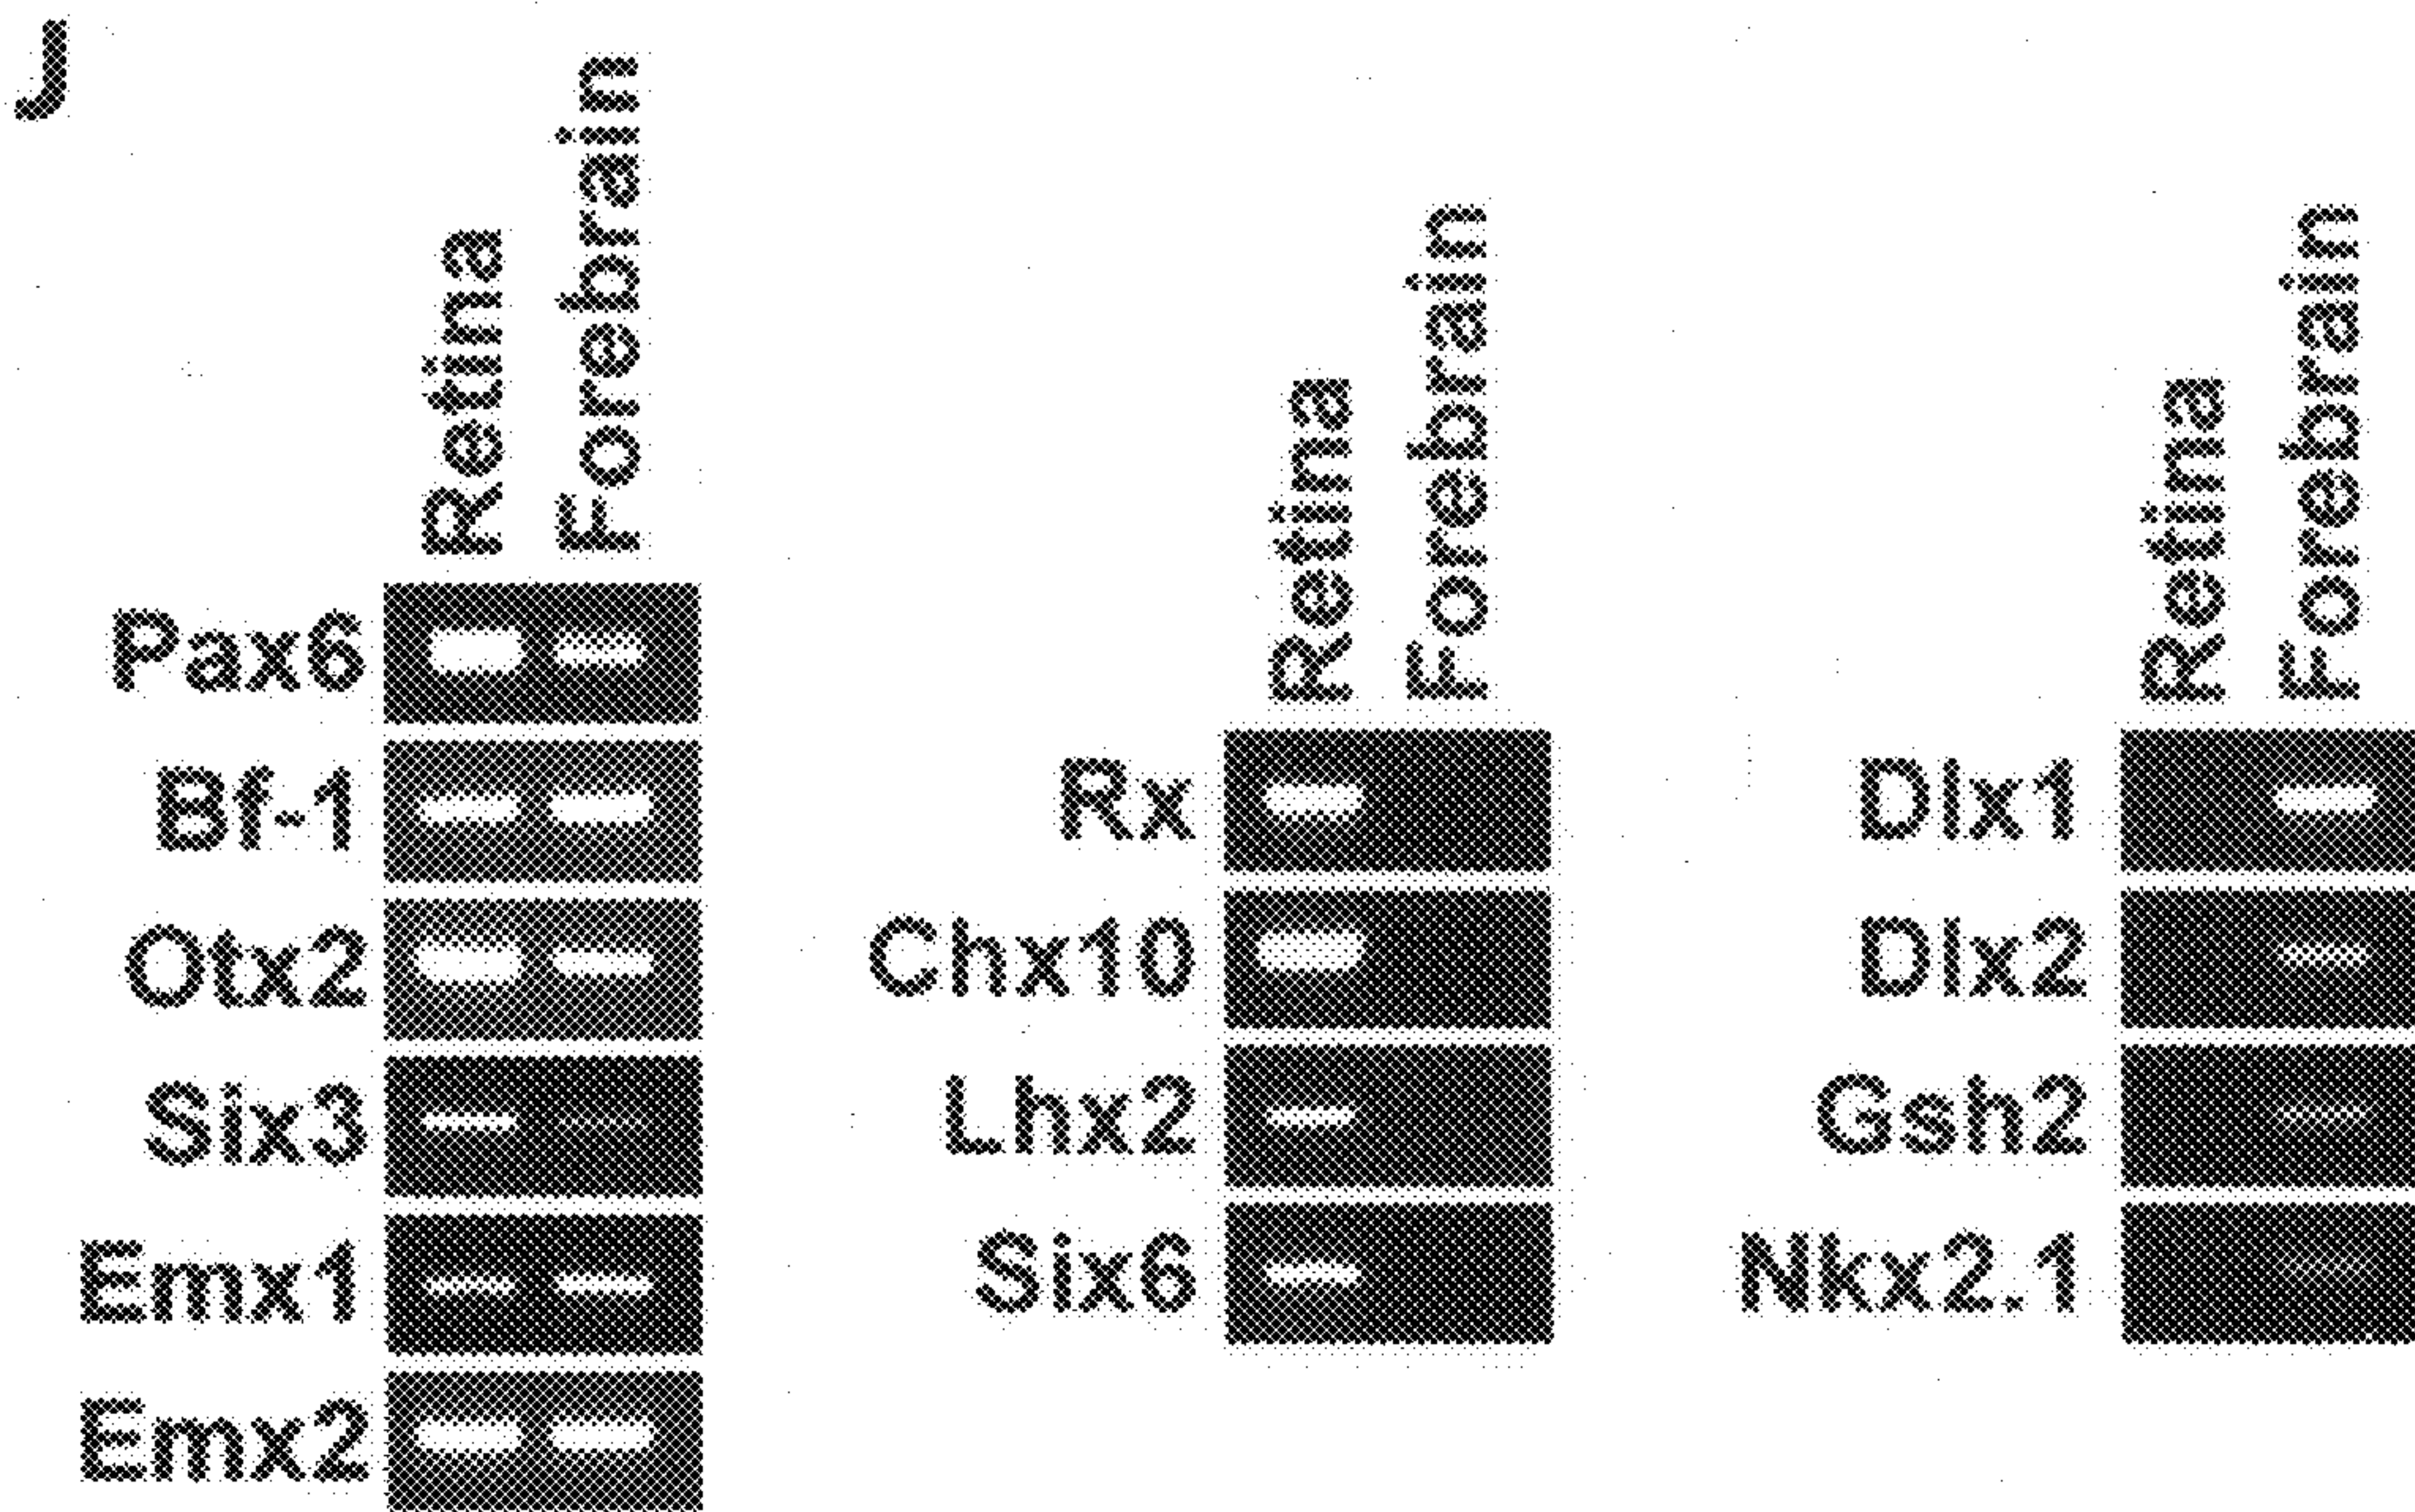 J
Retina
Forebrain
Pax6
Bf-1
Otx2
Six3
Emx1
Emx2
Retina
Forebrain
Rx
Chx10
Lhx2
Six6
Retina
Forebrain
Dlx1
Dlx2
Gsh2
Nkx2.1